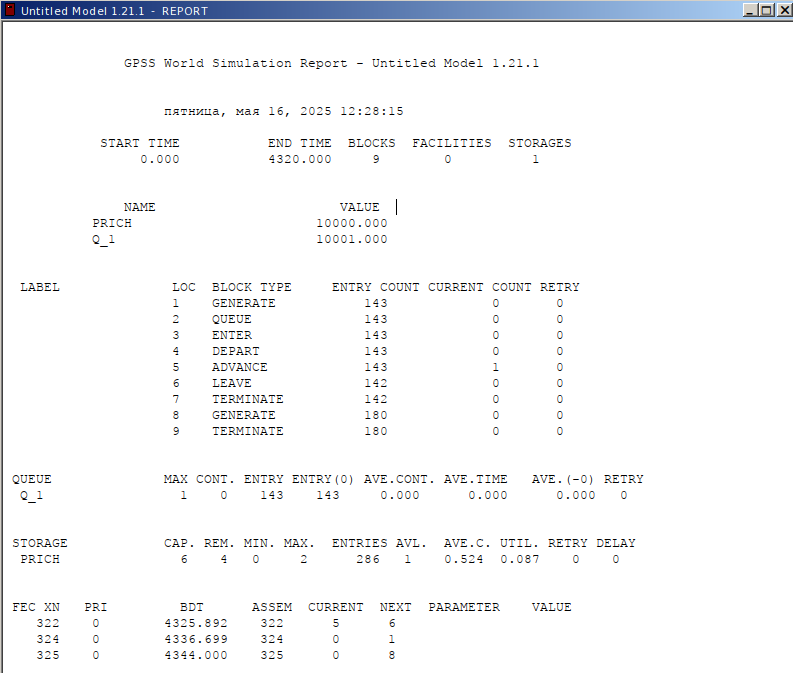 Untitled Model 1.21.1 - REPORT
GPSS World Simulation Report - Untitled Model 1.21.1
пятница, мая 16, 2025 12:28:15
START TIME END TIME BLOCKS FACILITIES STORAGES
0.000 4320.000 9 0 1
NAME VALUE
PRICH 10000.000
Q_1 10001.000
LABEL LOC BLOCK TYPE ENTRY COUNT CURRENT COUNT RETRY
1 GENERATE 143 0 0
2 QUEUE 143 0 0
3 ENTER 143 0 0
4 DEPART 143 0 0
5 ADVANCE 143 1 0
6 LEAVE 142 0 0
7 TERMINATE 142 0 0
8 GENERATE 180 0 0
9 TERMINATE 180 0 0
QUEUE MAX CONT. ENTRY ENTRY(0) AVE.CONT. AVE.TIME AVE.(-0) RETRY
Q_1 1 0 143 143 0.000 0.000 0.000 0
STORAGE CAP. REM. MIN. MAX. ENTRIES AVL. AVE.C. UTIL. RETRY DELAY
PRICH 6 4 0 2 286 1 0.524 0.087 0 0
FEC XN PRI BDT ASSEM CURRENT NEXT PARAMETER VALUE
322 0 4325.892 322 5 6
324 0 4336.699 324 0 1
325 0 4344.000 325 0 8